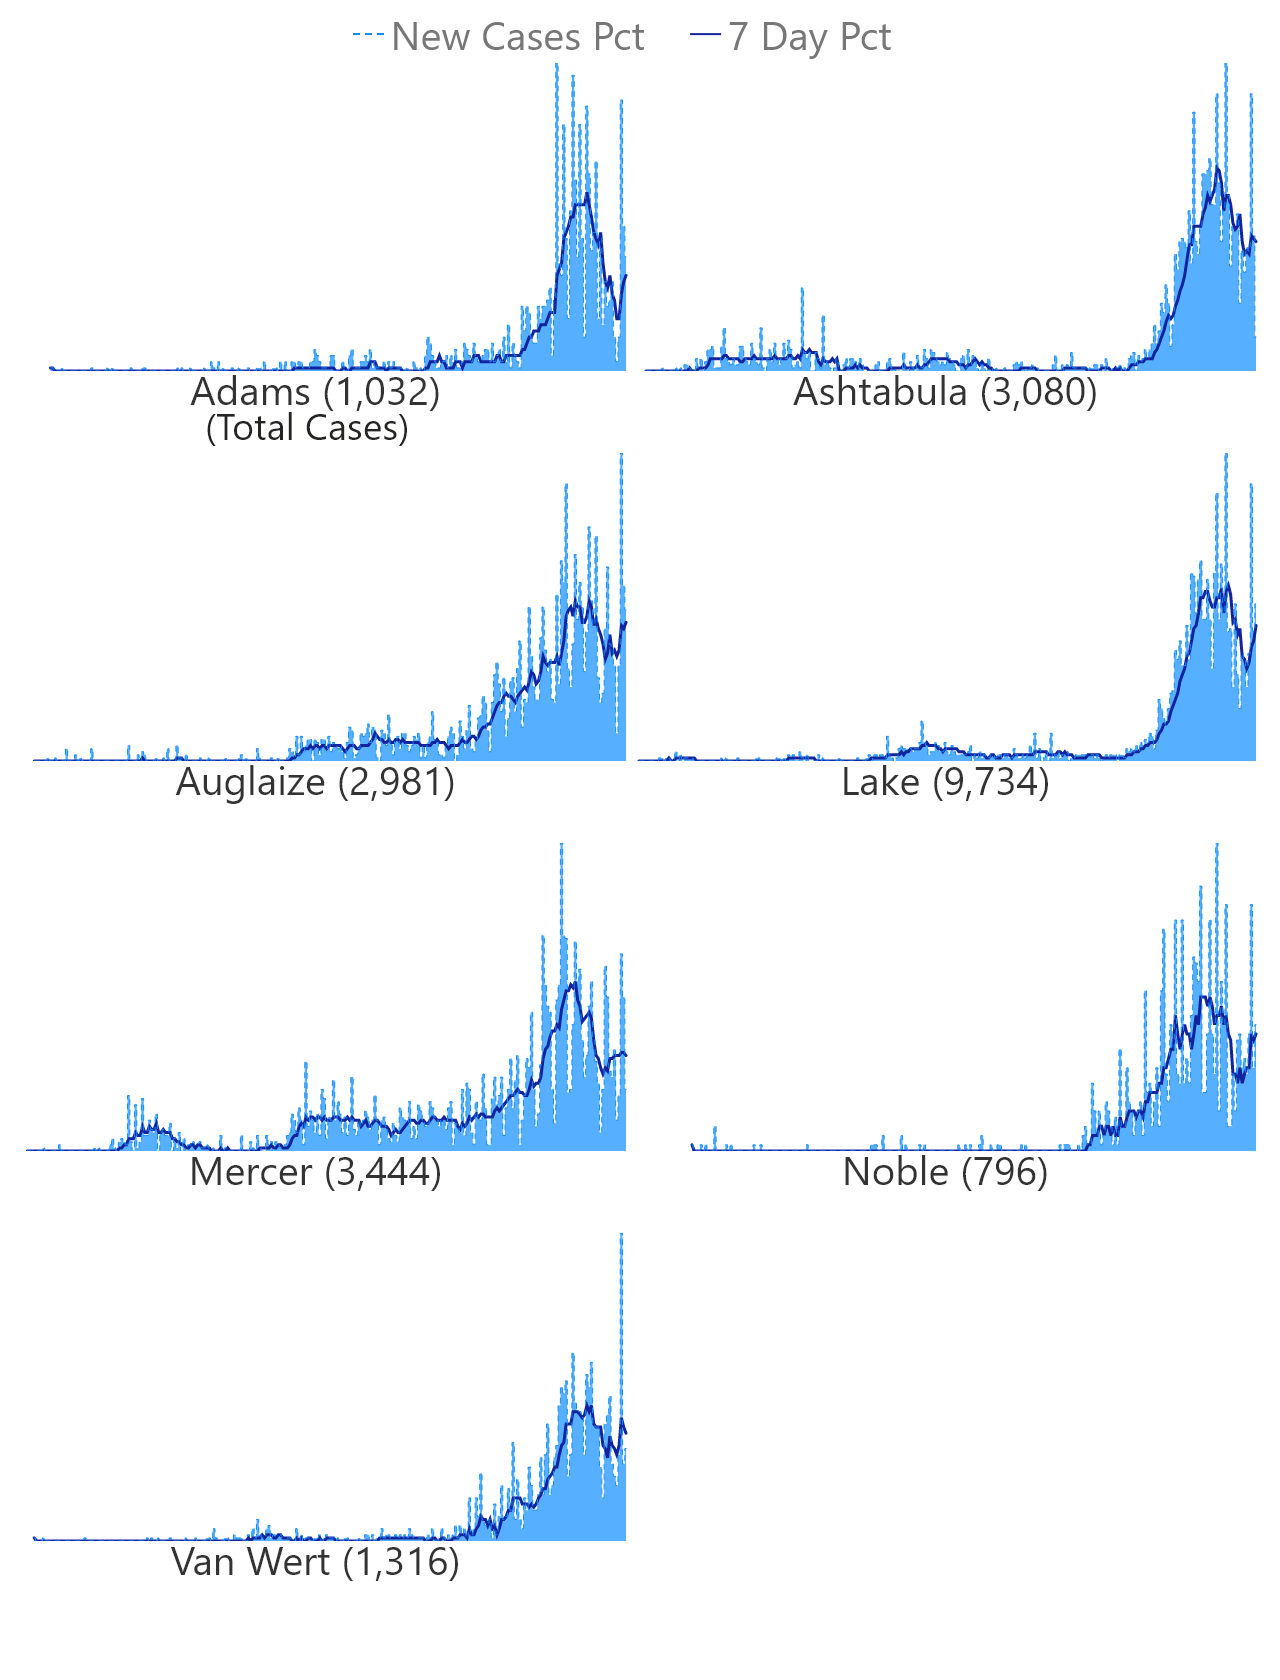 New Cases Pct 7 Day Pct
Adams (1,032) Ashtabula (3,080)
(Total Cases)
Auglaize (2,981) Lake (9,734)
Mercer (3,444) Noble (796)
Van Wert (1,316)